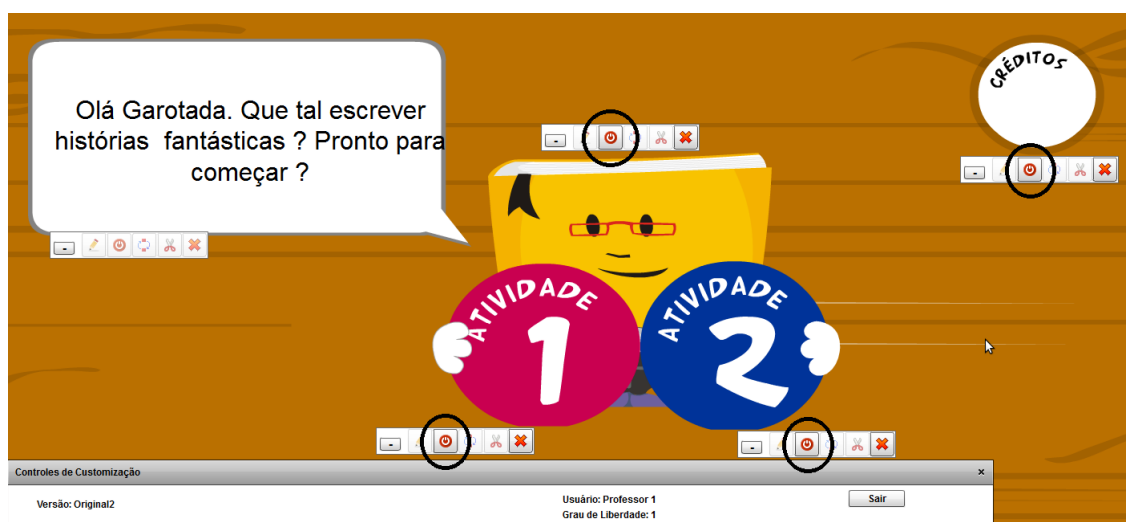 Olá Garotada. Que tal escrever
histórias fantásticas ? Pronto para
começar ?
CRÉDITOS
ATIVIDADE
1
ATIVIDADE
2
Controles de Customização
Versão: Original2
Usuário: Professor 1
Grau de Liberdade: 1
Sair